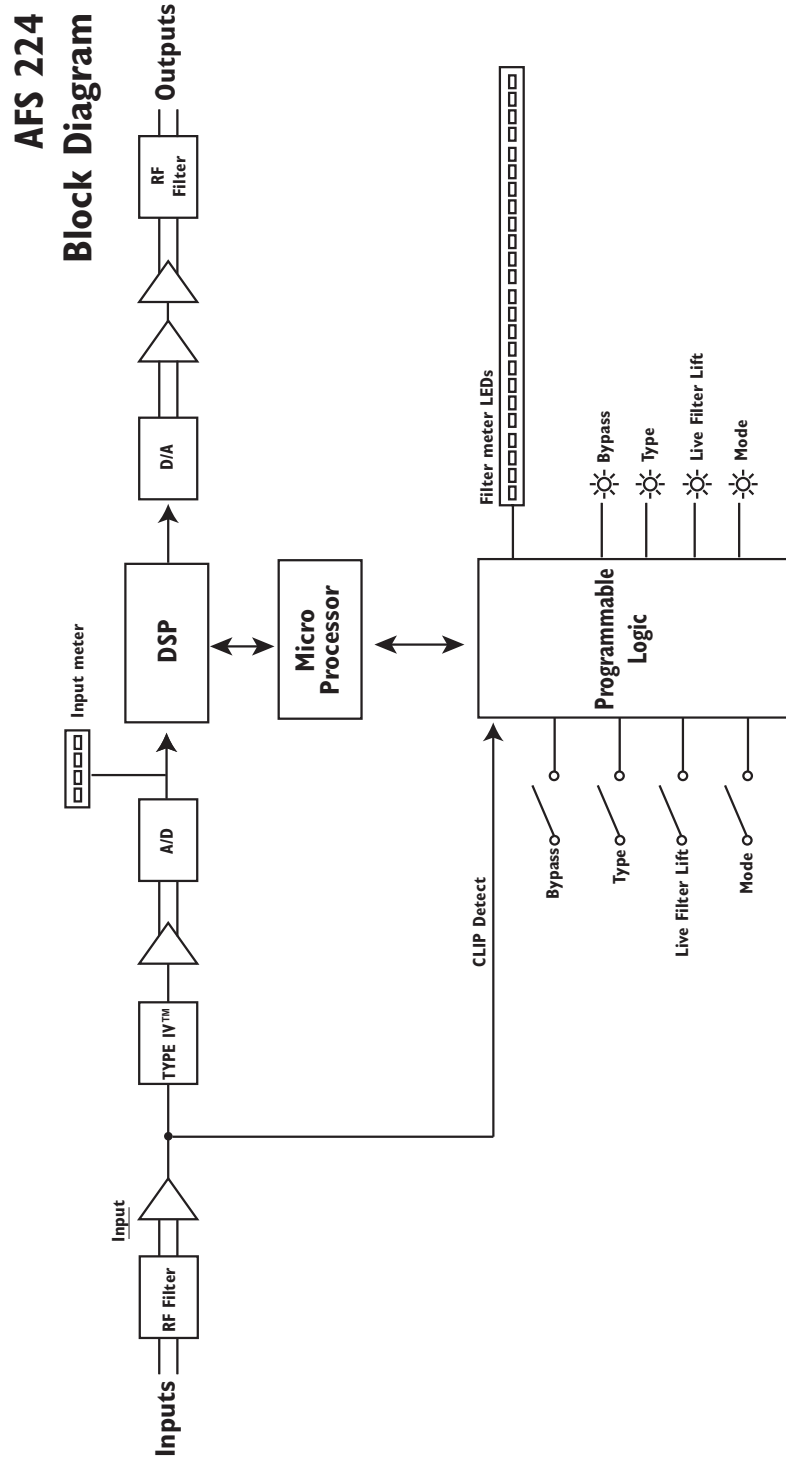 AFS 224
Block Diagram
Inputs
RF Filter
Input
TYPE IV™
A/D
Input meter
DSP
D/A
RF
Filter
Outputs
Micro
Processor
CLIP Detect
Programmable
Logic
Filter meter LEDs
Bypass
Type
Live Filter Lift
Mode
Bypass
Type
Live Filter Lift
Mode